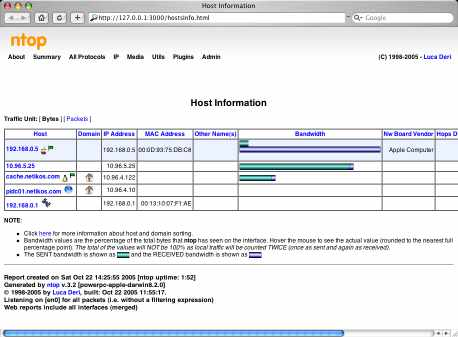 Host Information
http://127.0.0.1:3000/hostsinfo.html
Google
ntop
About Summary All Protocols IP Media Utils Plugins Admin (C) 1998-2005 - Luca Deri
Host Information
Traffic Unit: [ Bytes ] [ Packets ]
Host Domain IP Address MAC Address Other Name(s) Bandwidth Nw Board Vendor Hops D
192.168.0.5 192.168.0.5 00:0D:93:75:DB:C8 Apple Computer
10.96.5.25 10.96.5.25
cache.netikos.com 10.96.4.122
pidc01.netikos.com 10.96.4.10
192.168.0.1 192.168.0.1 00:13:10:07:F1:AE
NOTE:
Click here for more information about host and domain sorting.
Bandwidth values are the percentage of the total bytes that ntop has seen on the interface. Hover the mouse to see the actual value (rounded to the nearest full
percentage point). The total of the values will NOT be 100% as local traffic will be counted TWICE (once as sent and again as received).
The SENT bandwidth is shown as and the RECEIVED bandwidth is shown as
Report created on Sat Oct 22 14:25:55 2005 [ntop uptime: 1:52]
Generated by ntop v.3.2 [powerpc-apple-darwin8.2.0]
© 1998-2005 by Luca Deri, built: Oct 22 2005 11:55:17.
Listening on [en0] for all packets (i.e. without a filtering expression)
Web reports include all interfaces (merged)